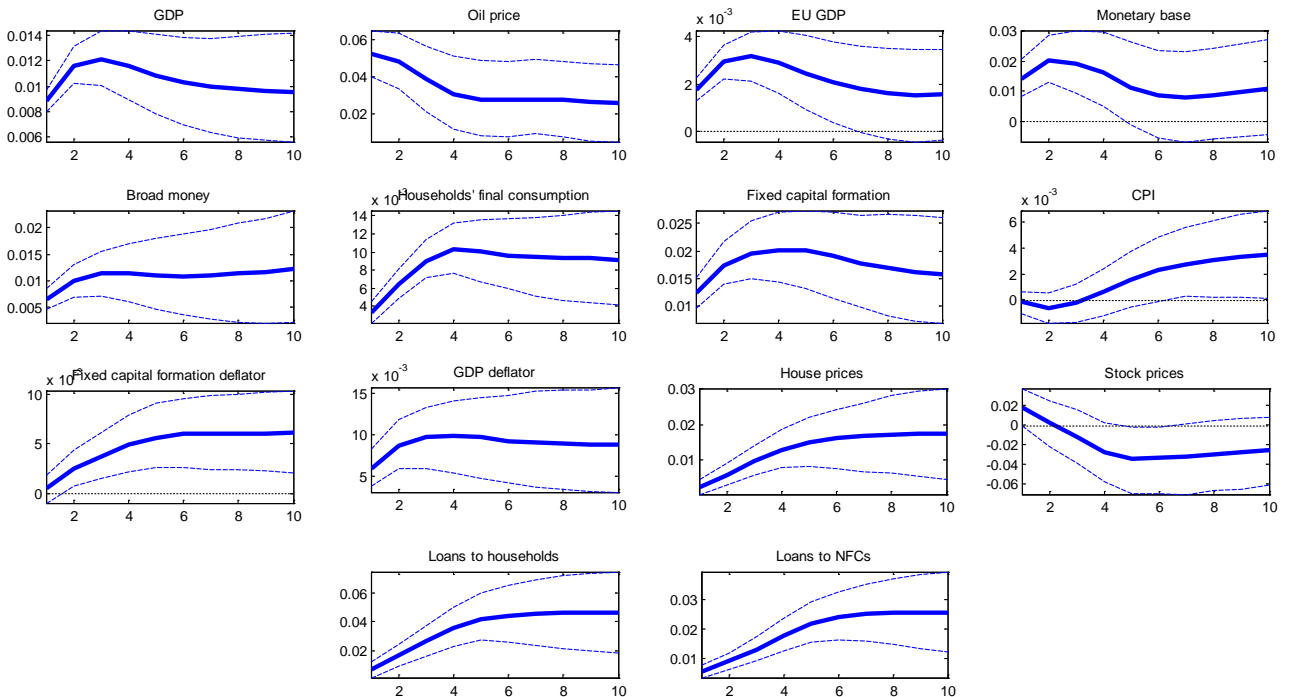 GDP
0.014
0.012
0.01
0.008
0.006
2 4 6 8 10
Oil price
0.06
0.04
0.02
2 4 6 8 10
EU GDP
x 10⁻³
4
2
0
2 4 6 8 10
Monetary base
0.03
0.02
0.01
0
2 4 6 8 10
Broad money
0.02
0.015
0.01
0.005
2 4 6 8 10
Households' final consumption
x 10⁻³
14
12
10
8
6
4
2 4 6 8 10
Fixed capital formation
0.025
0.02
0.015
0.01
2 4 6 8 10
CPI
x 10⁻³
6
4
2
0
2 4 6 8 10
Fixed capital formation deflator
x 10⁻³
10
5
0
2 4 6 8 10
GDP deflator
x 10⁻³
15
10
5
2 4 6 8 10
House prices
0.03
0.02
0.01
2 4 6 8 10
Stock prices
0.02
0
-0.02
-0.04
-0.06
2 4 6 8 10
Loans to households
0.06
0.04
0.02
2 4 6 8 10
Loans to NFCs
0.03
0.02
0.01
2 4 6 8 10